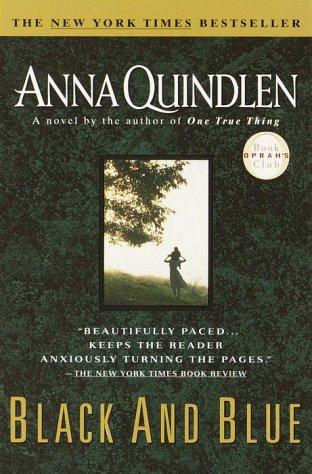 THE NEW YORK TIMES BESTSELLER
ANNA QUINDLEN
A novel by the author of One True Thing
Book
OPRAH'S
Club
"BEAUTIFULLY PACED...
KEEPS THE READER
ANXIOUSLY TURNING THE PAGES."
—THE NEW YORK TIMES BOOK REVIEW
BLACK AND BLUE